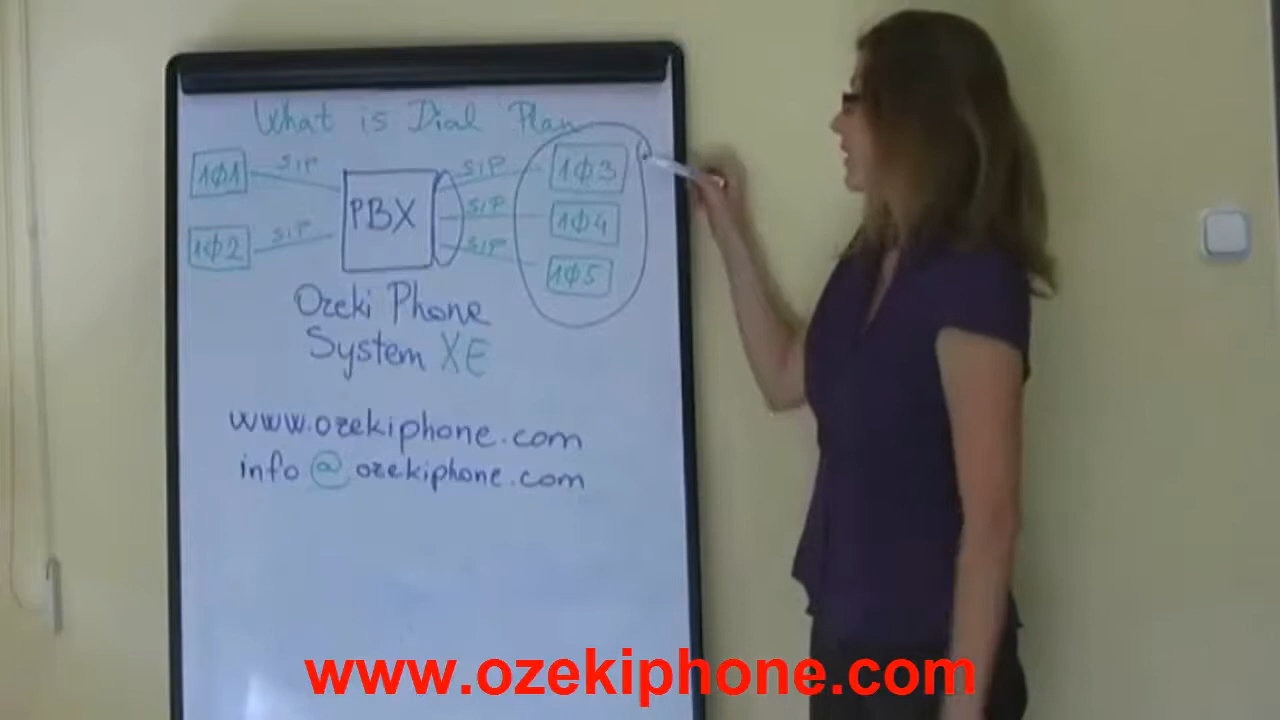 What is Dial Plan
1Φ1 SIP SIP 1Φ3
PBX SIP 1Φ4
1Φ2 SIP SIP 1Φ5
Ozeki Phone
System XE
www.ozekiphone.com
info@ozekiphone.com
www.ozekiphone.com